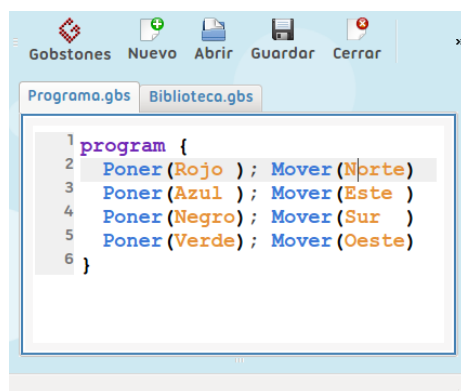 Gobstones Nuevo Abrir Guardar Cerrar »
Programa.gbs Biblioteca.gbs
1 program {
2 Poner(Rojo ); Mover(Norte)
3 Poner(Azul ); Mover(Este )
4 Poner(Negro); Mover(Sur  )
5 Poner(Verde); Mover(Oeste)
6 }